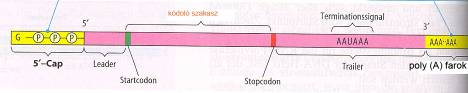 kódoló szakasz
Terminationssignal
5′
3′
G P P P
AAUAAA
AAA–AAA
5′–Cap
Leader
Trailer
poly (A) farok
Startcodon
Stopcodon